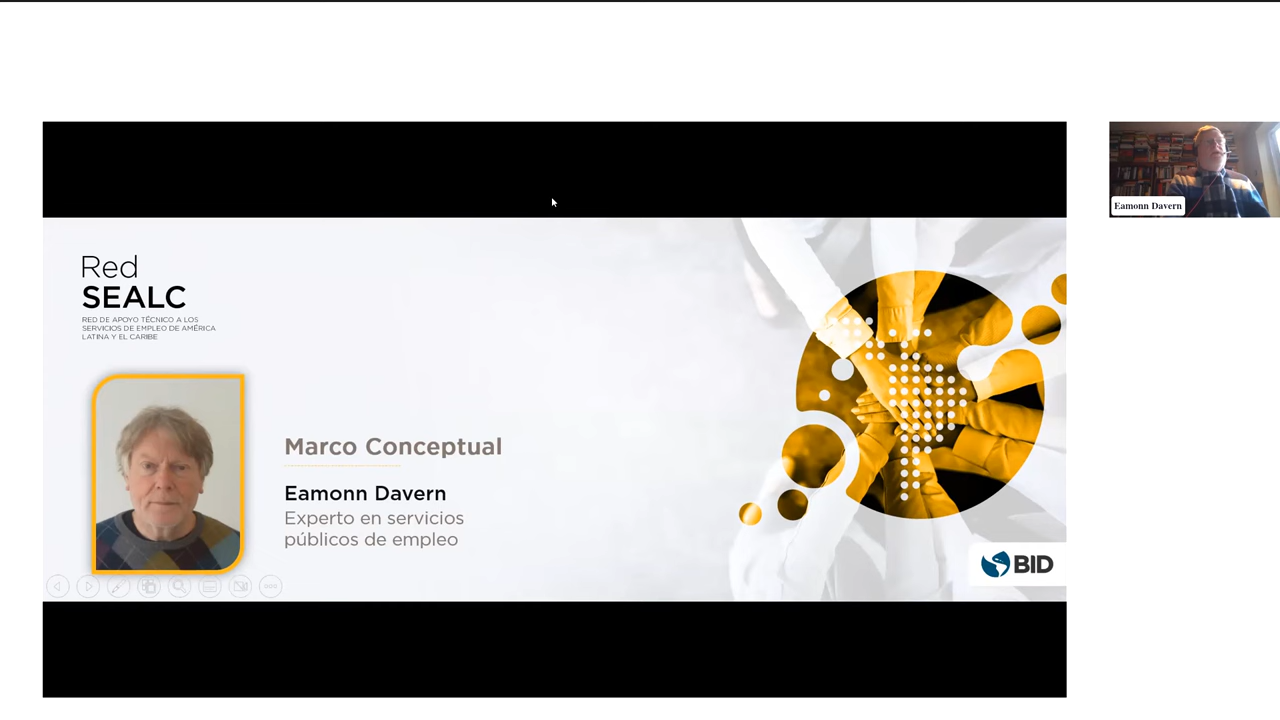 Red
SEALC
RED DE APOYO TÉCNICO A LOS
SERVICIOS DE EMPLEO DE AMÉRICA
LATINA Y EL CARIBE
Marco Conceptual
Eamonn Davern
Experto en servicios
públicos de empleo
BID
Eamonn Davern